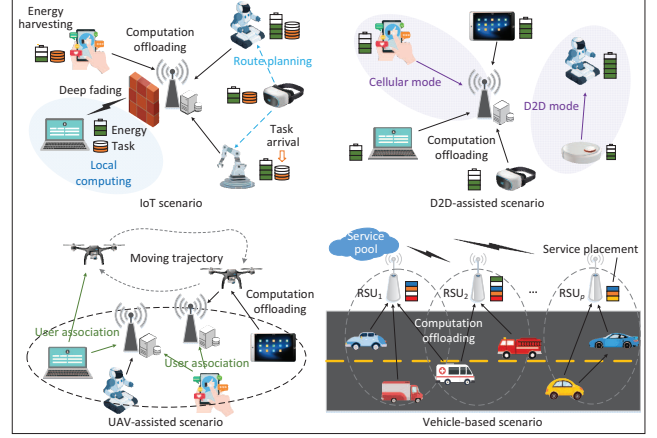 Energy
harvesting
Computation
offloading
Route planning
Deep fading
Energy
Task
Local
computing
Task
arrival
IoT scenario
Cellular mode
D2D mode
Computation
offloading
D2D-assisted scenario
Moving trajectory
Computation
offloading
User association
User association
UAV-assisted scenario
Service
pool
Service placement
RSU1
RSU2
...
RSUp
Computation
offloading
Vehicle-based scenario